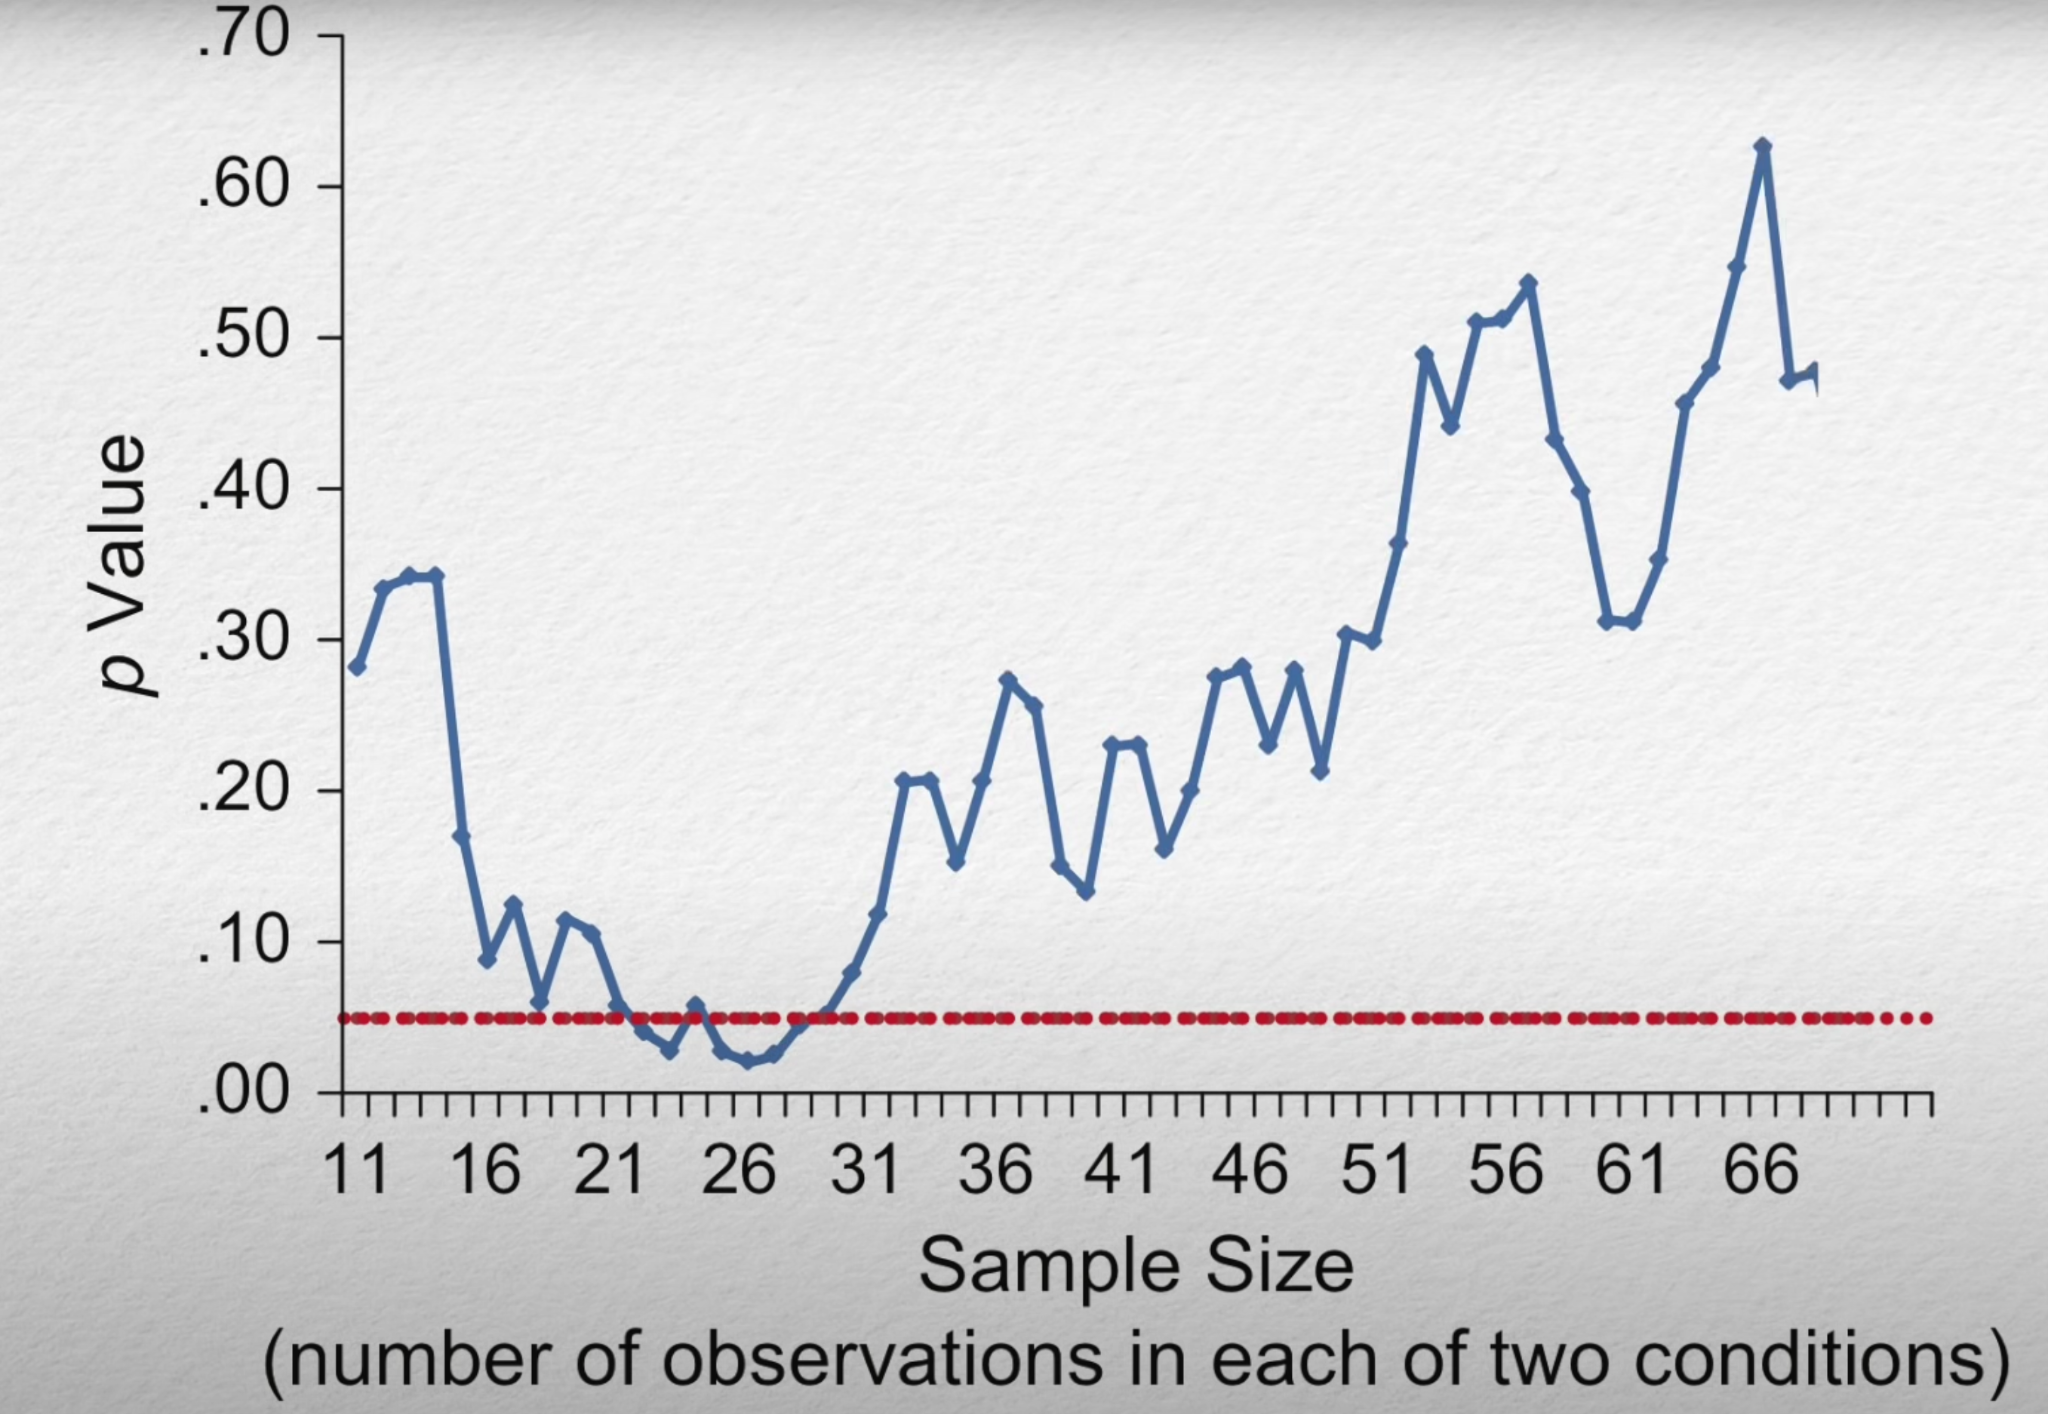 .70
.60
.50
.40
.30
.20
.10
.00
p Value
11 16 21 26 31 36 41 46 51 56 61 66
Sample Size
(number of observations in each of two conditions)